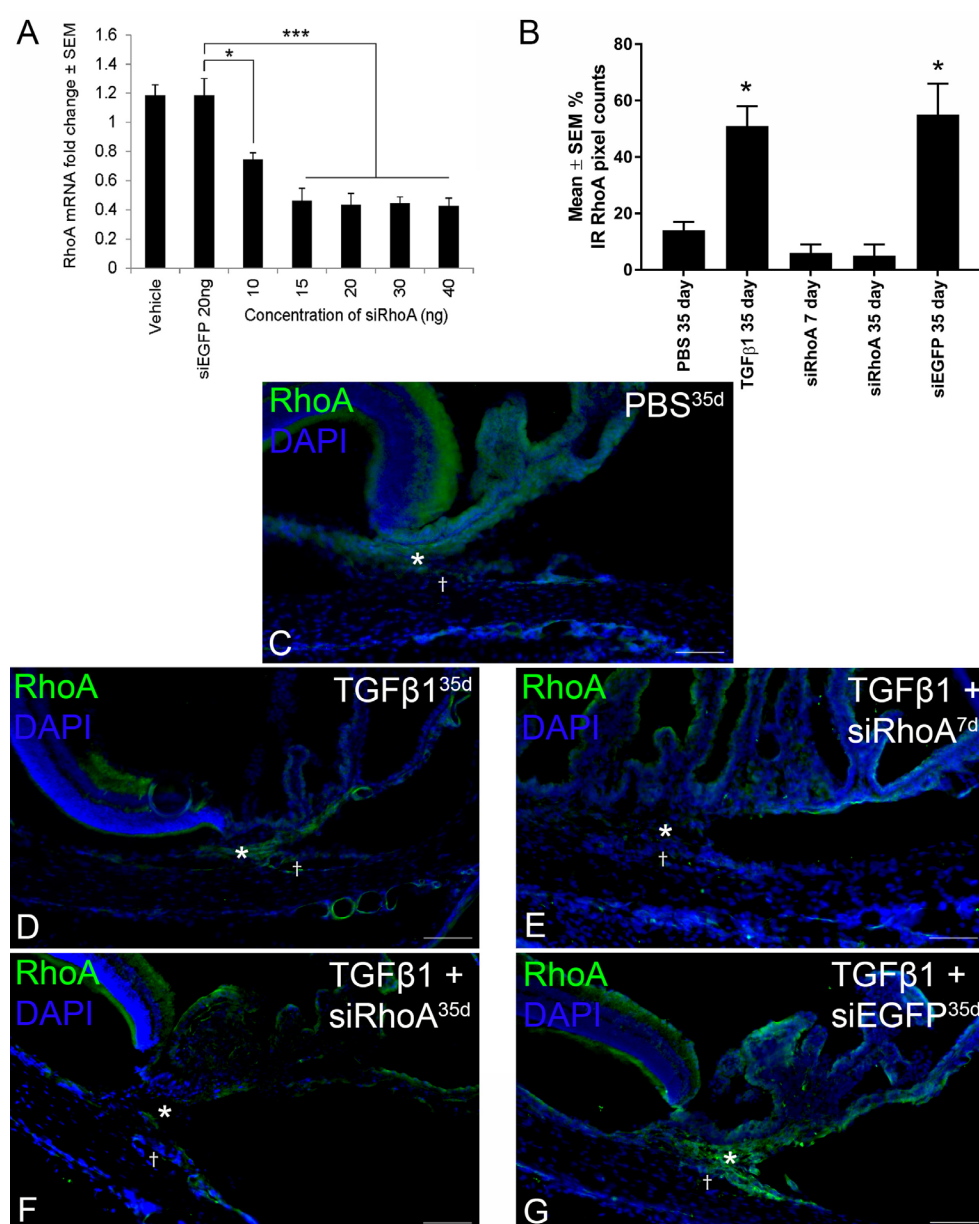 A
RhoA mRNA fold change ± SEM
1.6
1.4
1.2
1
0.8
0.6
0.4
0.2
0
*
***
Vehicle
siEGFP 20ng
10
15
20
30
40
Concentration of siRhoA (ng)
B
Mean ± SEM %
IR RhoA pixel counts
80
60
40
20
0
*
*
PBS 35 day
TGFβ1 35 day
siRhoA 7 day
siRhoA 35 day
siEGFP 35 day
RhoA
DAPI
PBS35d
*
†
C
RhoA
DAPI
TGFβ135d
*
†
D
RhoA
DAPI
TGFβ1 +
siRhoA7d
*
†
E
RhoA
DAPI
TGFβ1 +
siRhoA35d
*
†
F
RhoA
DAPI
TGFβ1 +
siEGFP35d
*
†
G